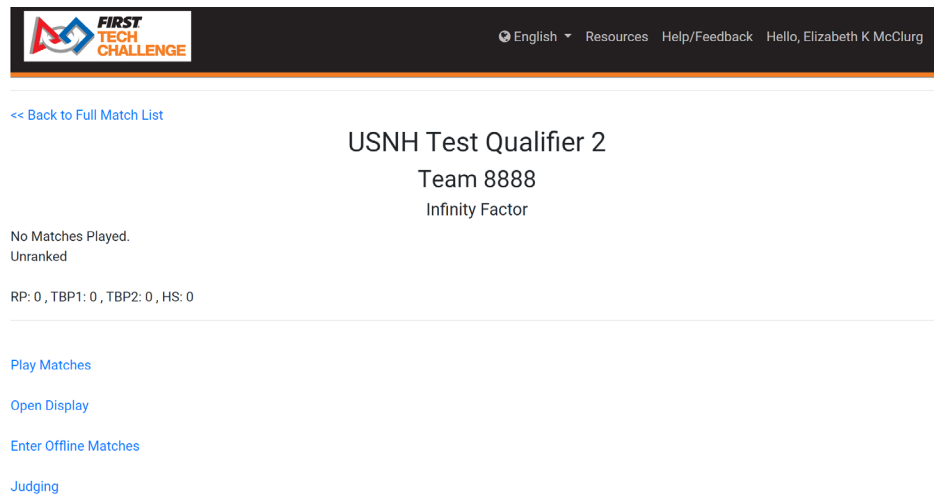 FIRST
TECH
CHALLENGE
English Resources Help/Feedback Hello, Elizabeth K McClurg
<< Back to Full Match List
USNH Test Qualifier 2
Team 8888
Infinity Factor
No Matches Played.
Unranked
RP: 0 , TBP1: 0 , TBP2: 0 , HS: 0
Play Matches
Open Display
Enter Offline Matches
Judging